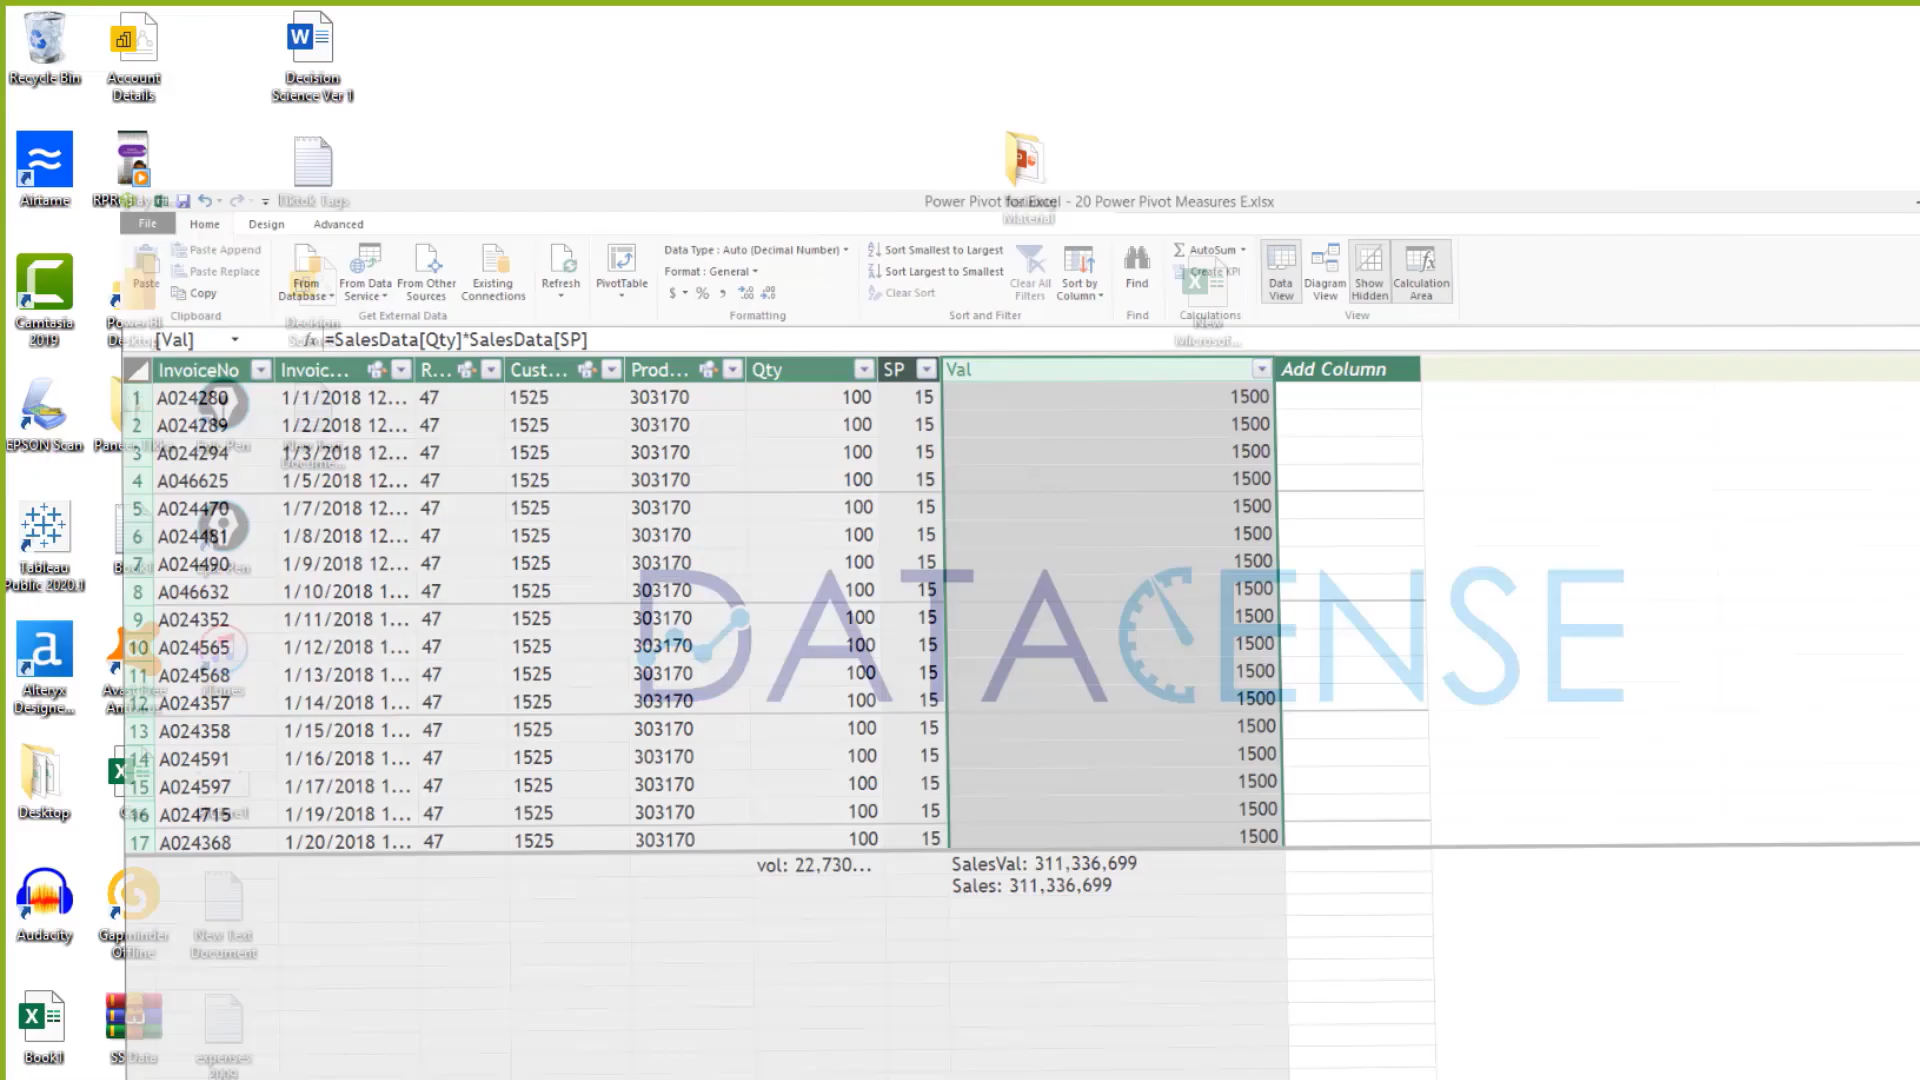 Recycle Bin
Account
Details
Decision
Science Ver 1
Airtame
Tiktok Tags
Power Pivot for Excel - 20 Power Pivot Measures E.xlsx
Material
File
Home
Design
Advanced
Paste
Paste Append
Paste Replace
Copy
Clipboard
From
Database
From Data
Service
From Other
Sources
Existing
Connections
Get External Data
Refresh
PivotTable
Data Type : Auto (Decimal Number)
Format : General
$ %
Formatting
Sort Smallest to Largest
Sort Largest to Smallest
Clear Sort
Clear All
Filters
Sort by
Column
Sort and Filter
Find
Find
AutoSum
Create KPI
Calculations
Data
View
Diagram
View
Show
Hidden
Calculation
Area
View
New
Microsoft...
Camtasia
2019
[Val]
fx =SalesData[Qty]*SalesData[SP]
InvoiceNo Invoic... R... Cust... Prod... Qty SP Val Add Column
1 A024280 1/1/2018 12... 47 1525 303170 100 15 1500
2 A024289 1/2/2018 12... 47 1525 303170 100 15 1500
3 A024294 1/3/2018 12... 47 1525 303170 100 15 1500
4 A046625 1/5/2018 12... 47 1525 303170 100 15 1500
5 A024470 1/7/2018 12... 47 1525 303170 100 15 1500
6 A024481 1/8/2018 12... 47 1525 303170 100 15 1500
7 A024490 1/9/2018 12... 47 1525 303170 100 15 1500
8 A046632 1/10/2018 1... 47 1525 303170 100 15 1500
9 A024352 1/11/2018 1... 47 1525 303170 100 15 1500
10 A024565 1/12/2018 1... 47 1525 303170 100 15 1500
11 A024568 1/13/2018 1... 47 1525 303170 100 15 1500
12 A024357 1/14/2018 1... 47 1525 303170 100 15 1500
13 A024358 1/15/2018 1... 47 1525 303170 100 15 1500
14 A024591 1/16/2018 1... 47 1525 303170 100 15 1500
15 A024597 1/17/2018 1... 47 1525 303170 100 15 1500
16 A024715 1/19/2018 1... 47 1525 303170 100 15 1500
17 A024368 1/20/2018 1... 47 1525 303170 100 15 1500
vol: 22,730...
SalesVal: 311,336,699
Sales: 311,336,699
DATACENSE
EPSON Scan
Tableau
Public 2020.1
Alteryx
Designe...
iTunes
Desktop
Audacity
Gapminder
Offline
New Text
Document
Book1
SS Data
expenses
2009